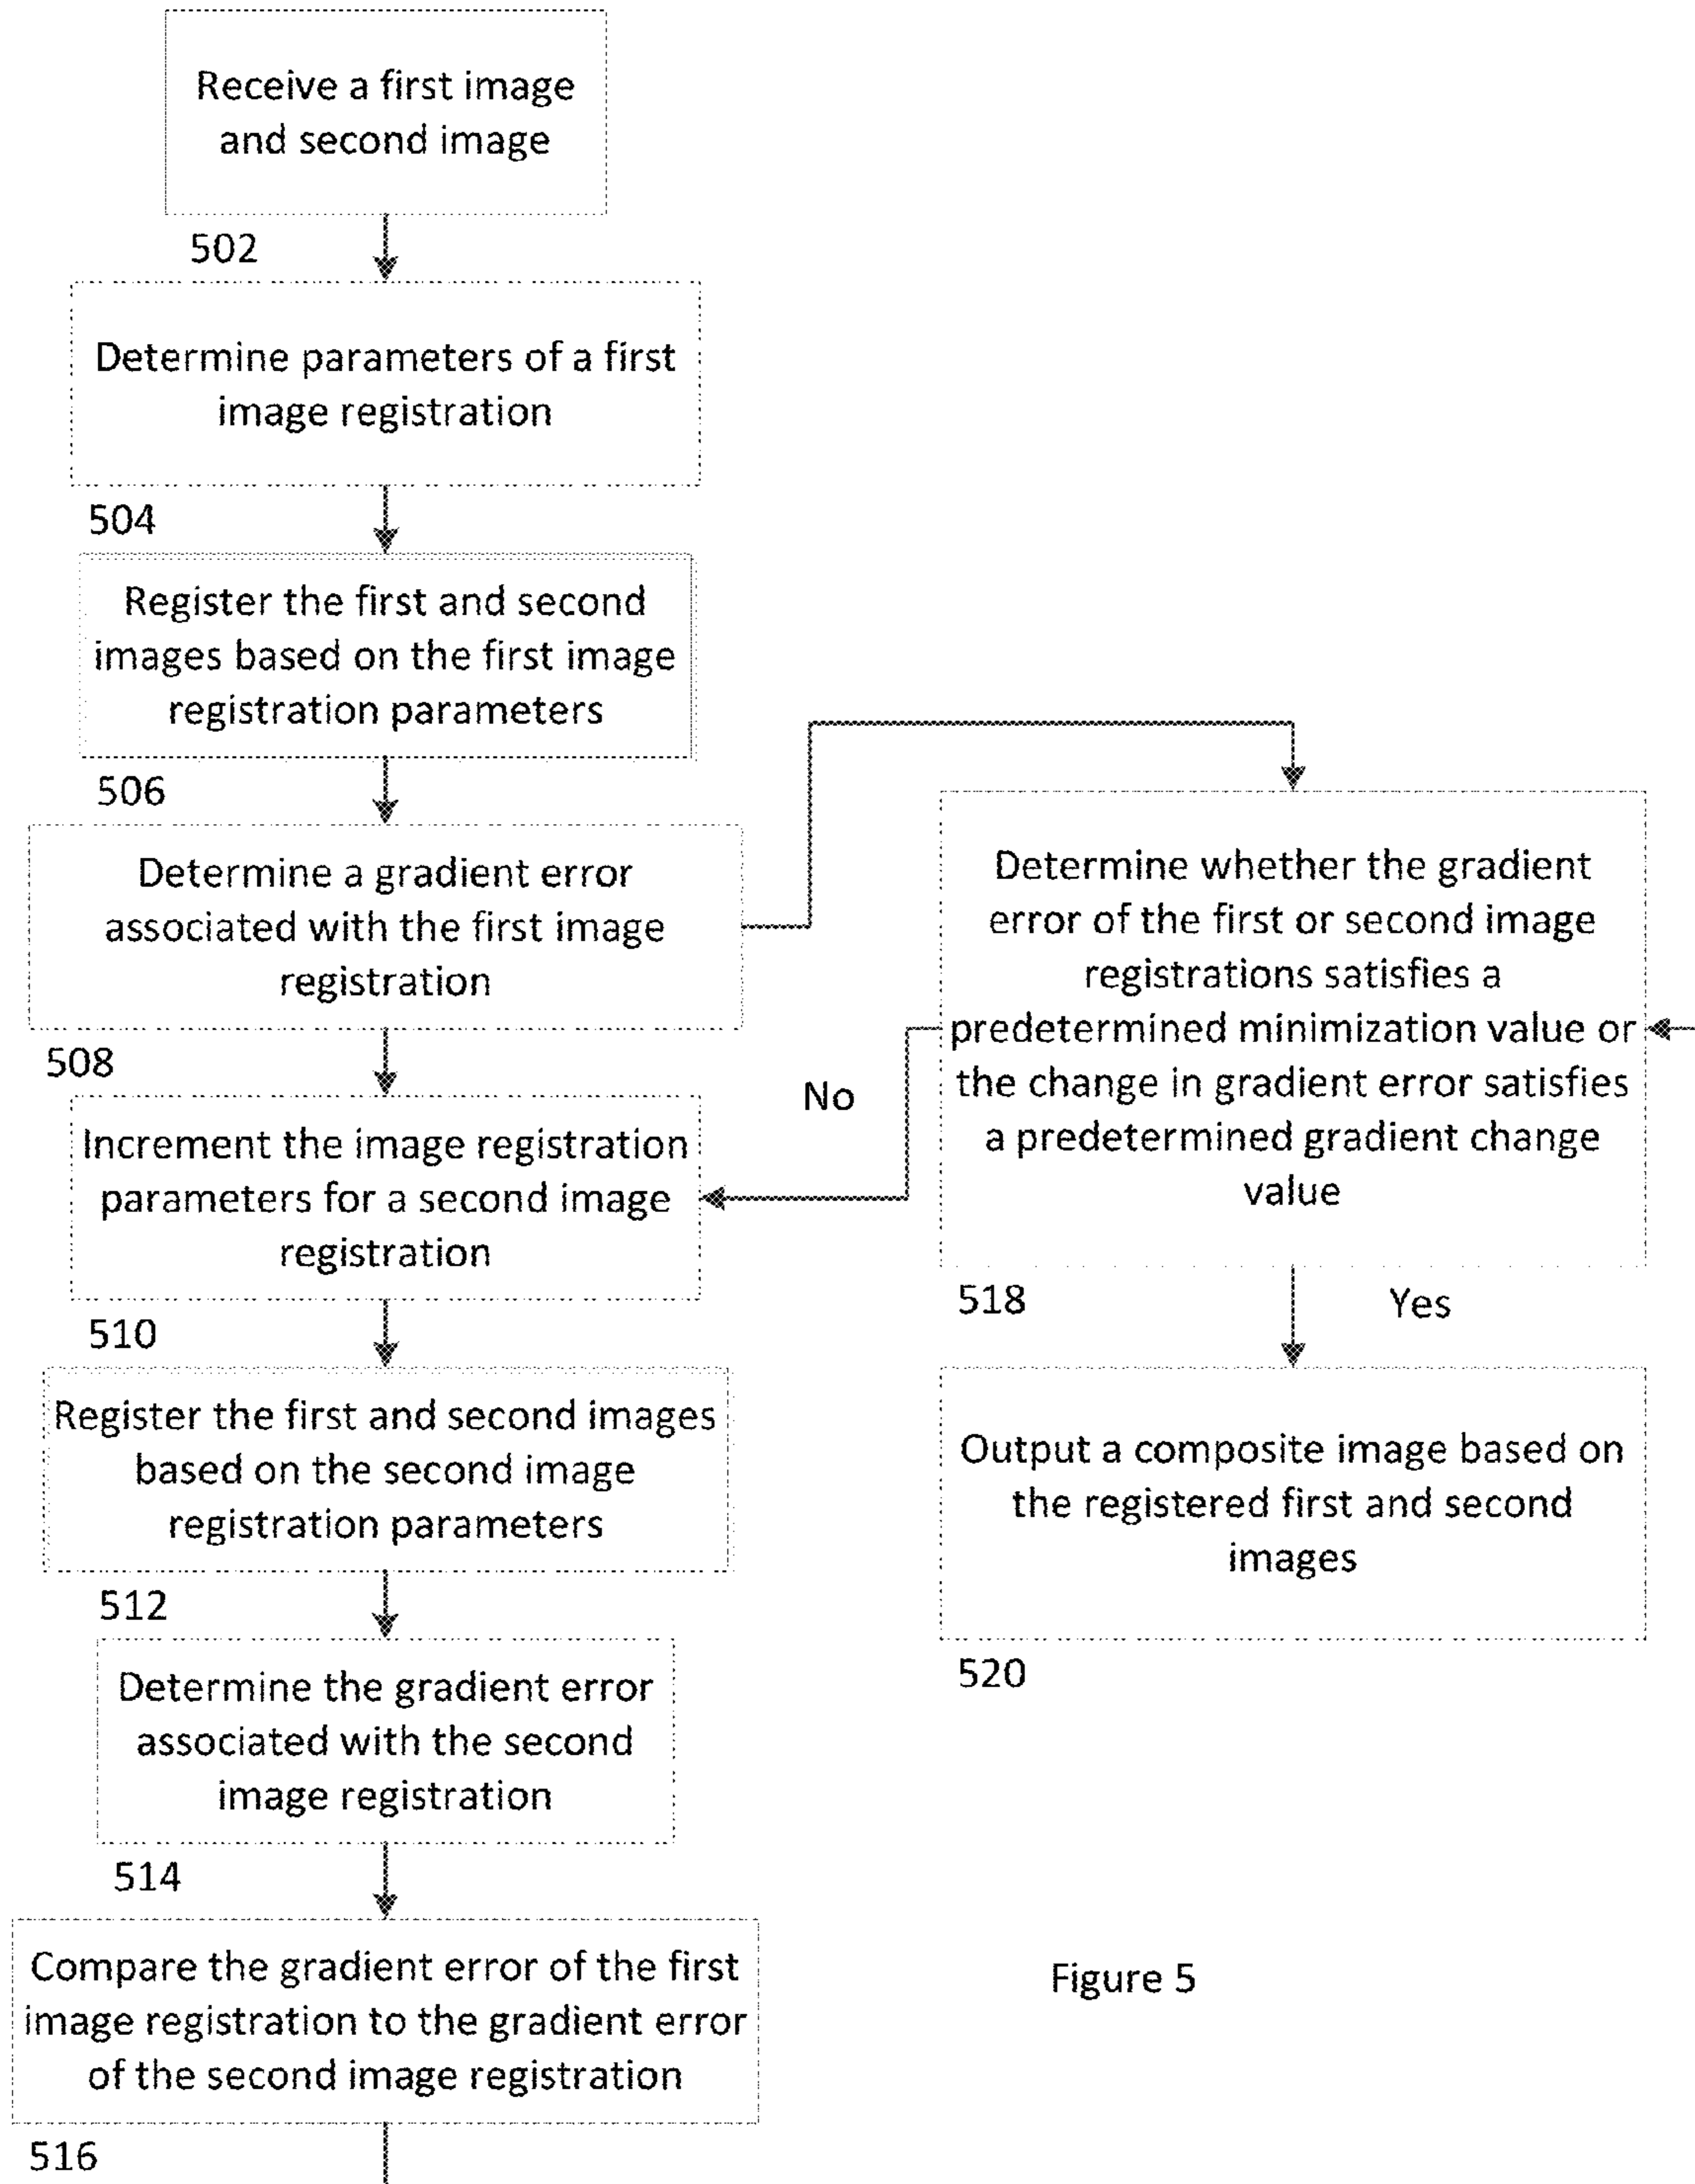 Receive a first image
and second image
502
Determine parameters of a first
image registration
504
Register the first and second
images based on the first image
registration parameters
506
Determine a gradient error
associated with the first image
registration
508
Increment the image registration
parameters for a second image
registration
510
Register the first and second images
based on the second image
registration parameters
512
Determine the gradient error
associated with the second
image registration
514
Compare the gradient error of the first
image registration to the gradient error
of the second image registration
516
Determine whether the gradient
error of the first or second image
registrations satisfies a
predetermined minimization value or
the change in gradient error satisfies
a predetermined gradient change
value
518
No
Yes
Output a composite image based on
the registered first and second
images
520
Figure 5